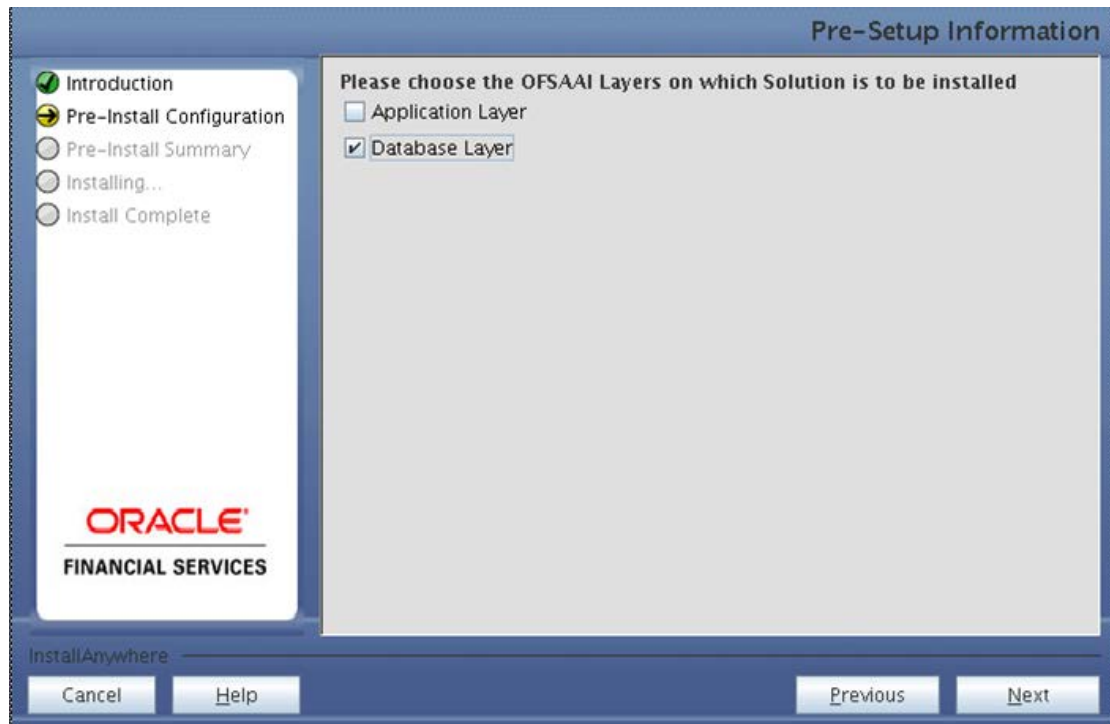 Pre-Setup Information
Introduction
Pre-Install Configuration
Pre-Install Summary
Installing...
Install Complete
ORACLE'
FINANCIAL SERVICES
Please choose the OFSAAI Layers on which Solution is to be installed
Application Layer
Database Layer
InstallAnywhere
Cancel
Help
Previous
Next